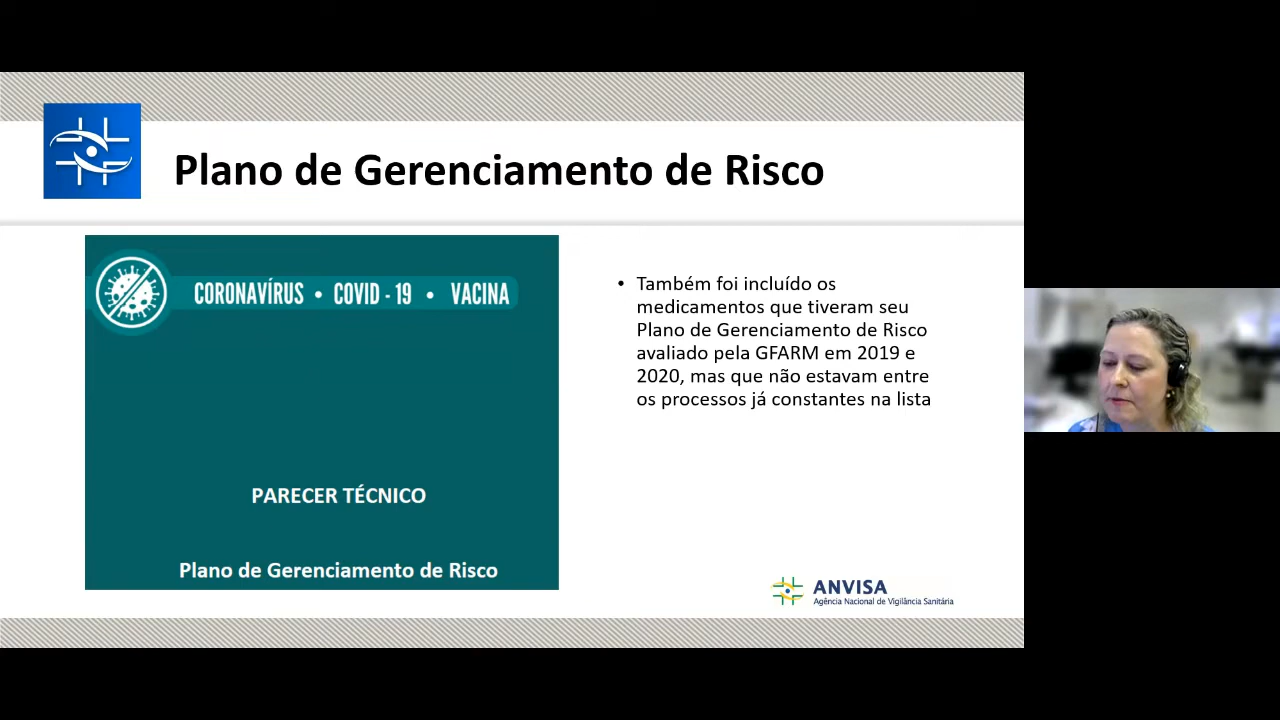 Plano de Gerenciamento de Risco
CORONAVÍRUS • COVID - 19 • VACINA
PARECER TÉCNICO
Plano de Gerenciamento de Risco
• Também foi incluído os
medicamentos que tiveram seu
Plano de Gerenciamento de Risco
avaliado pela GFARM em 2019 e
2020, mas que não estavam entre
os processos já constantes na lista
ANVISA
Agência Nacional de Vigilância Sanitária